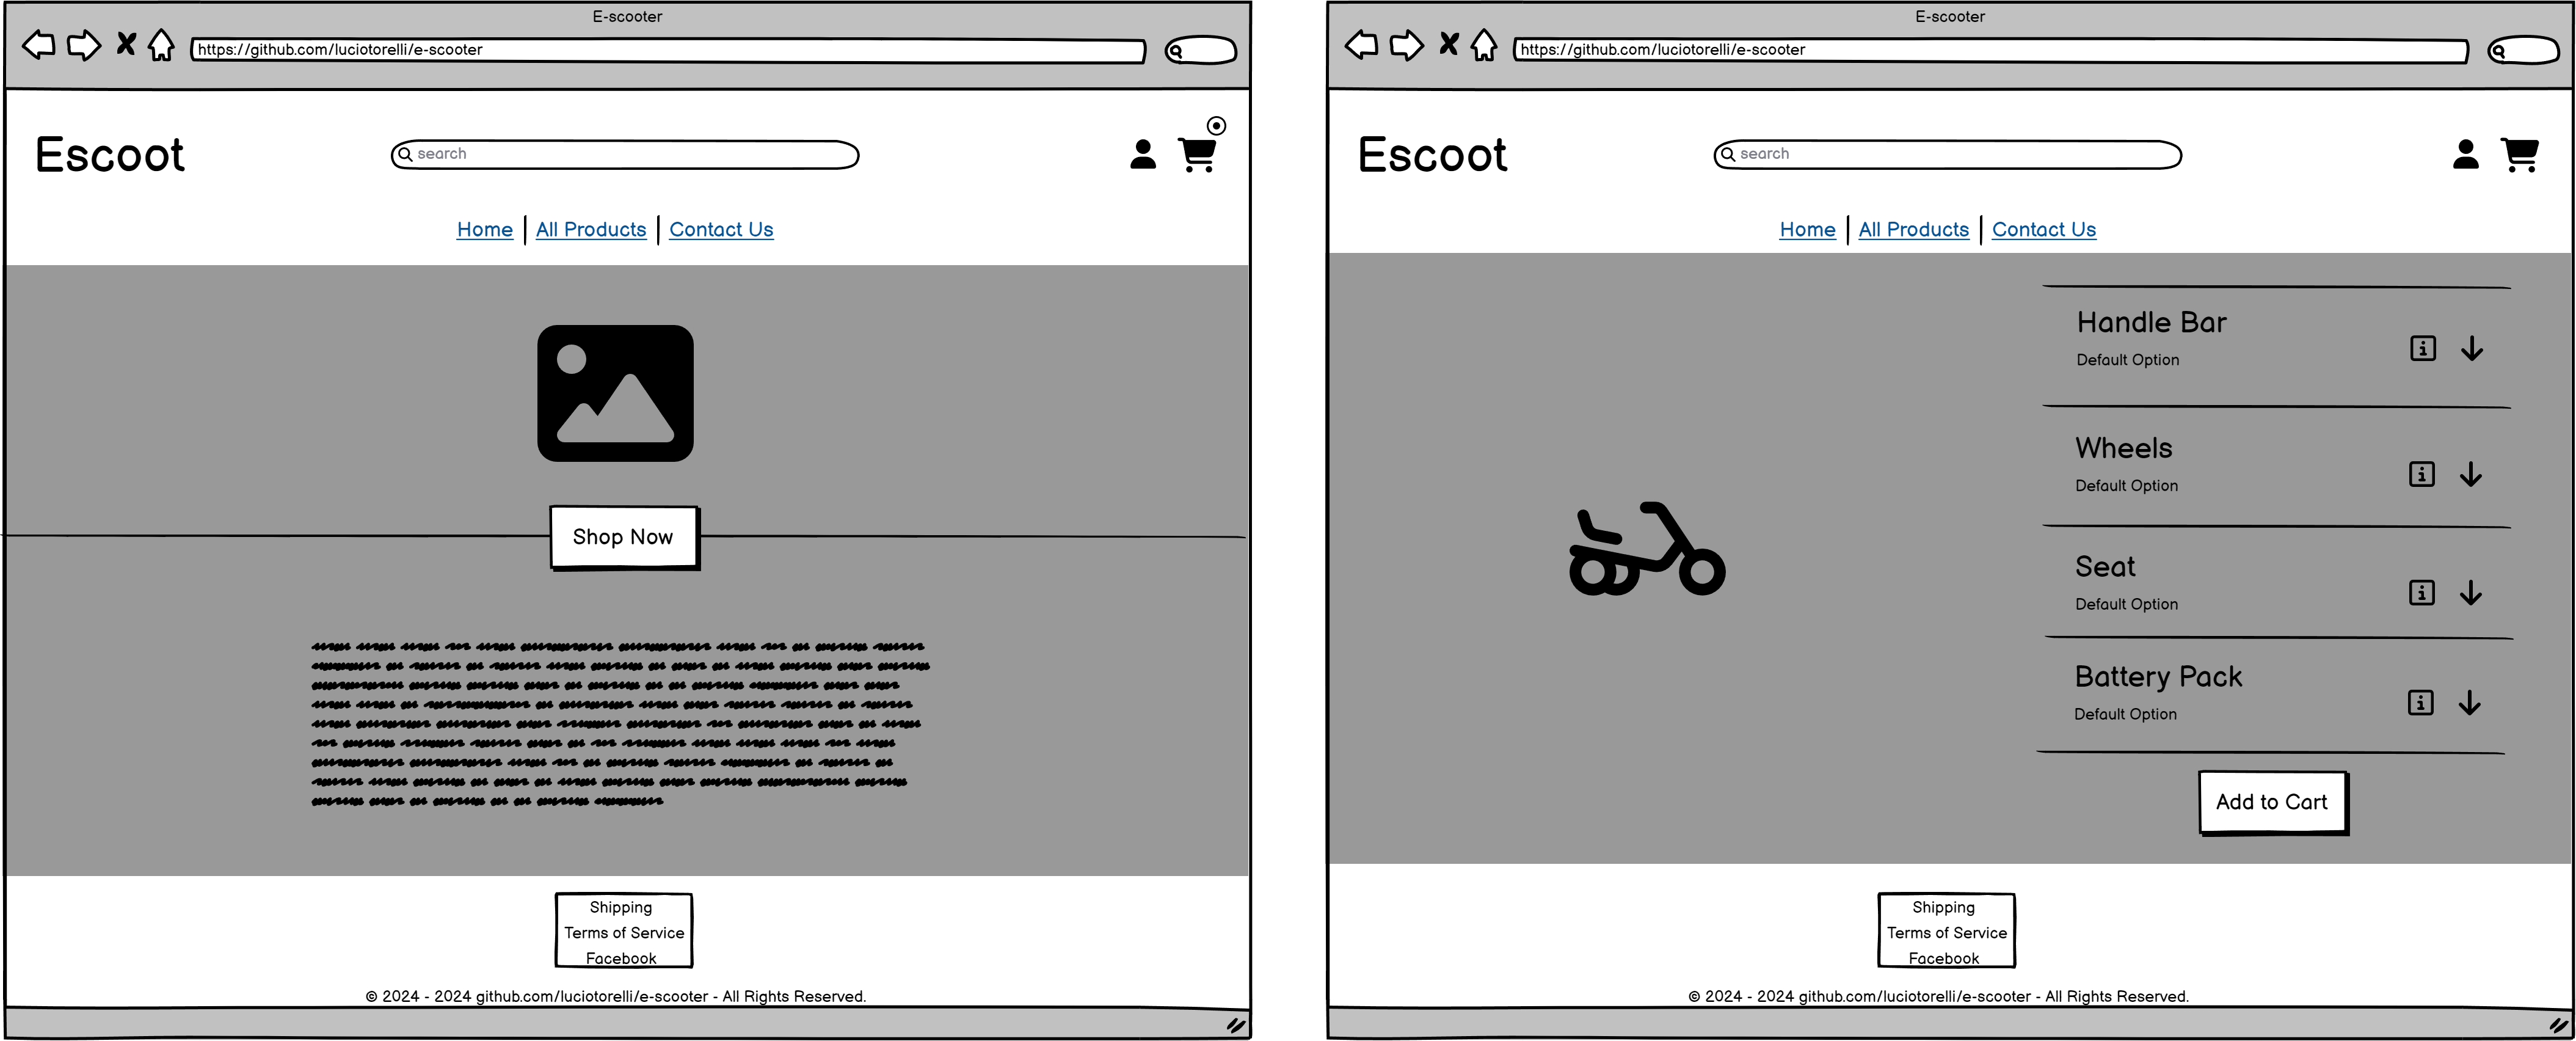 E-scooter
https://github.com/luciotorelli/e-scooter
Escoot
search
Home | All Products | Contact Us
Shop Now
Shipping
Terms of Service
Facebook
© 2024 - 2024 github.com/luciotorelli/e-scooter - All Rights Reserved.
E-scooter
https://github.com/luciotorelli/e-scooter
Escoot
search
Home | All Products | Contact Us
Handle Bar
Default Option
Wheels
Default Option
Seat
Default Option
Battery Pack
Default Option
Add to Cart
Shipping
Terms of Service
Facebook
© 2024 - 2024 github.com/luciotorelli/e-scooter - All Rights Reserved.